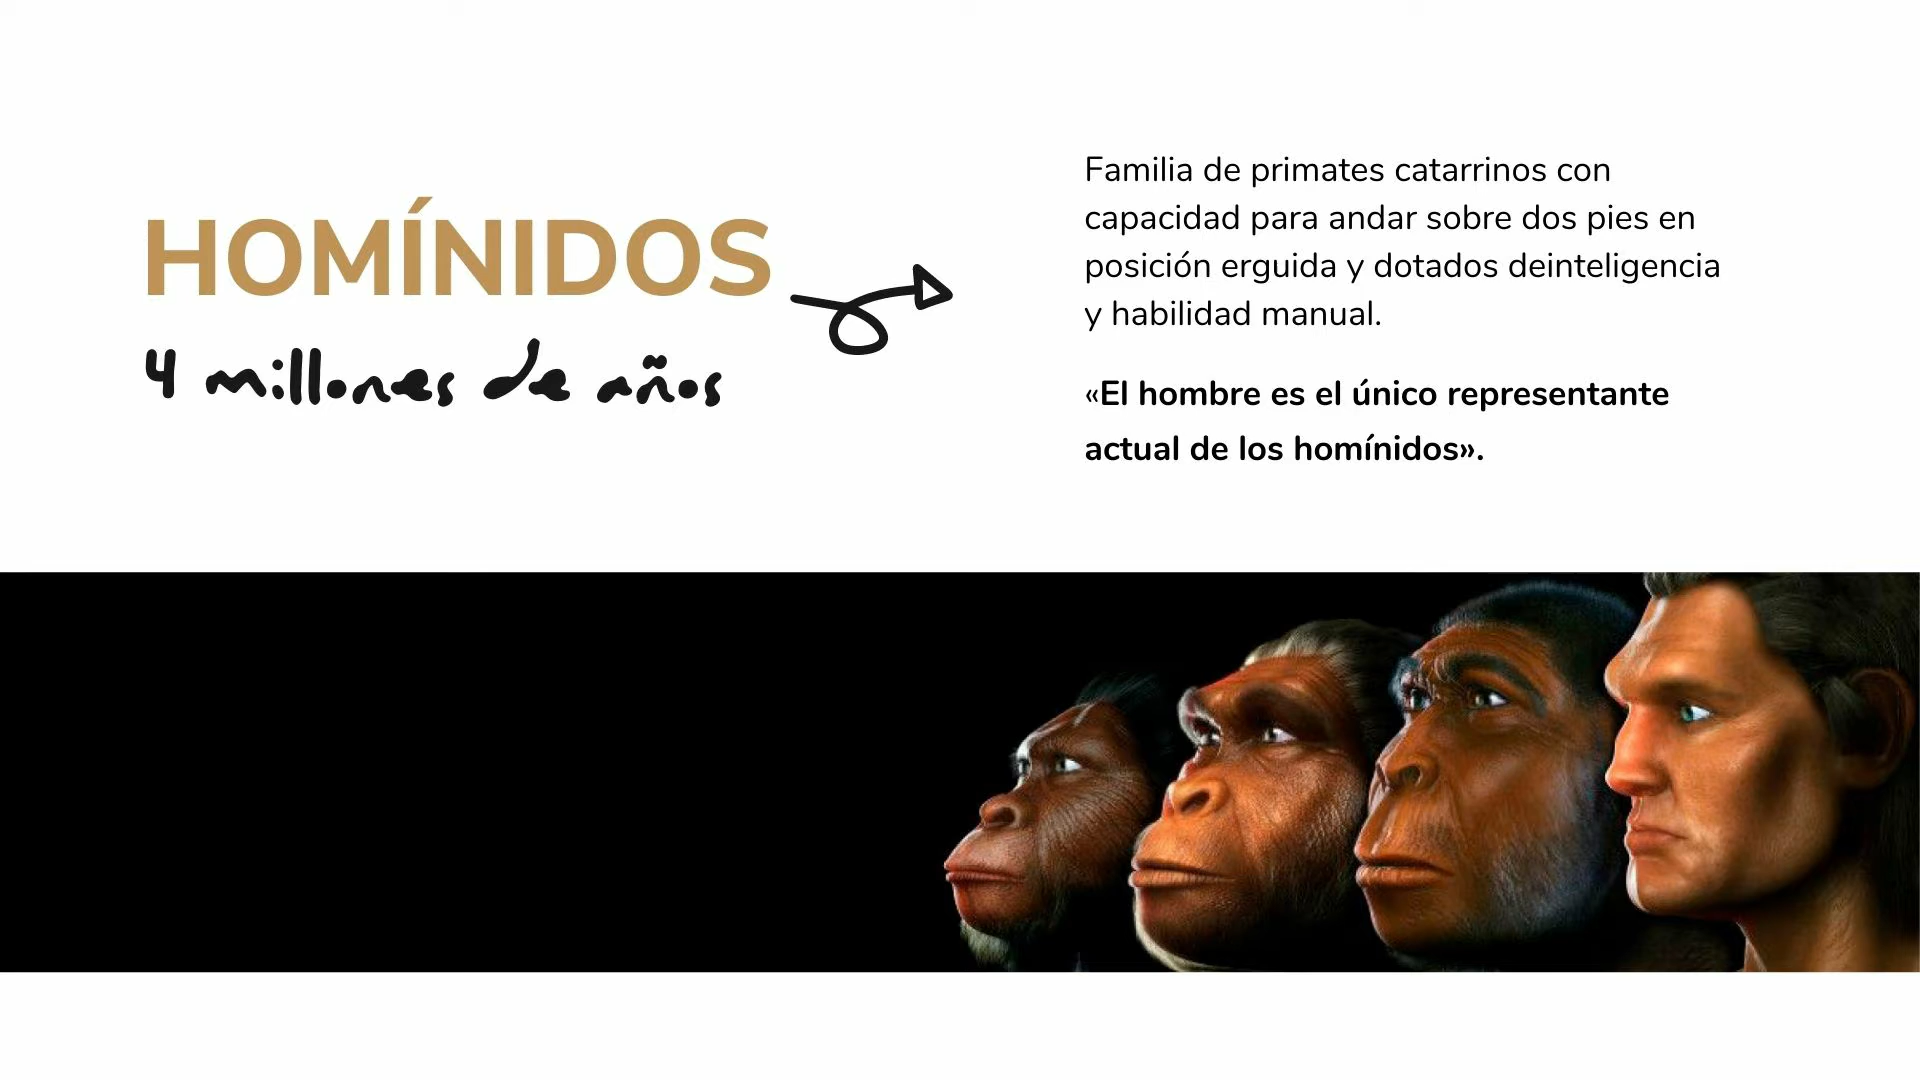 HOMÍNIDOS
4 millones de años
Familia de primates catarrinos con
capacidad para andar sobre dos pies en
posición erguida y dotados deinteligencia
y habilidad manual.
«El hombre es el único representante
actual de los homínidos».